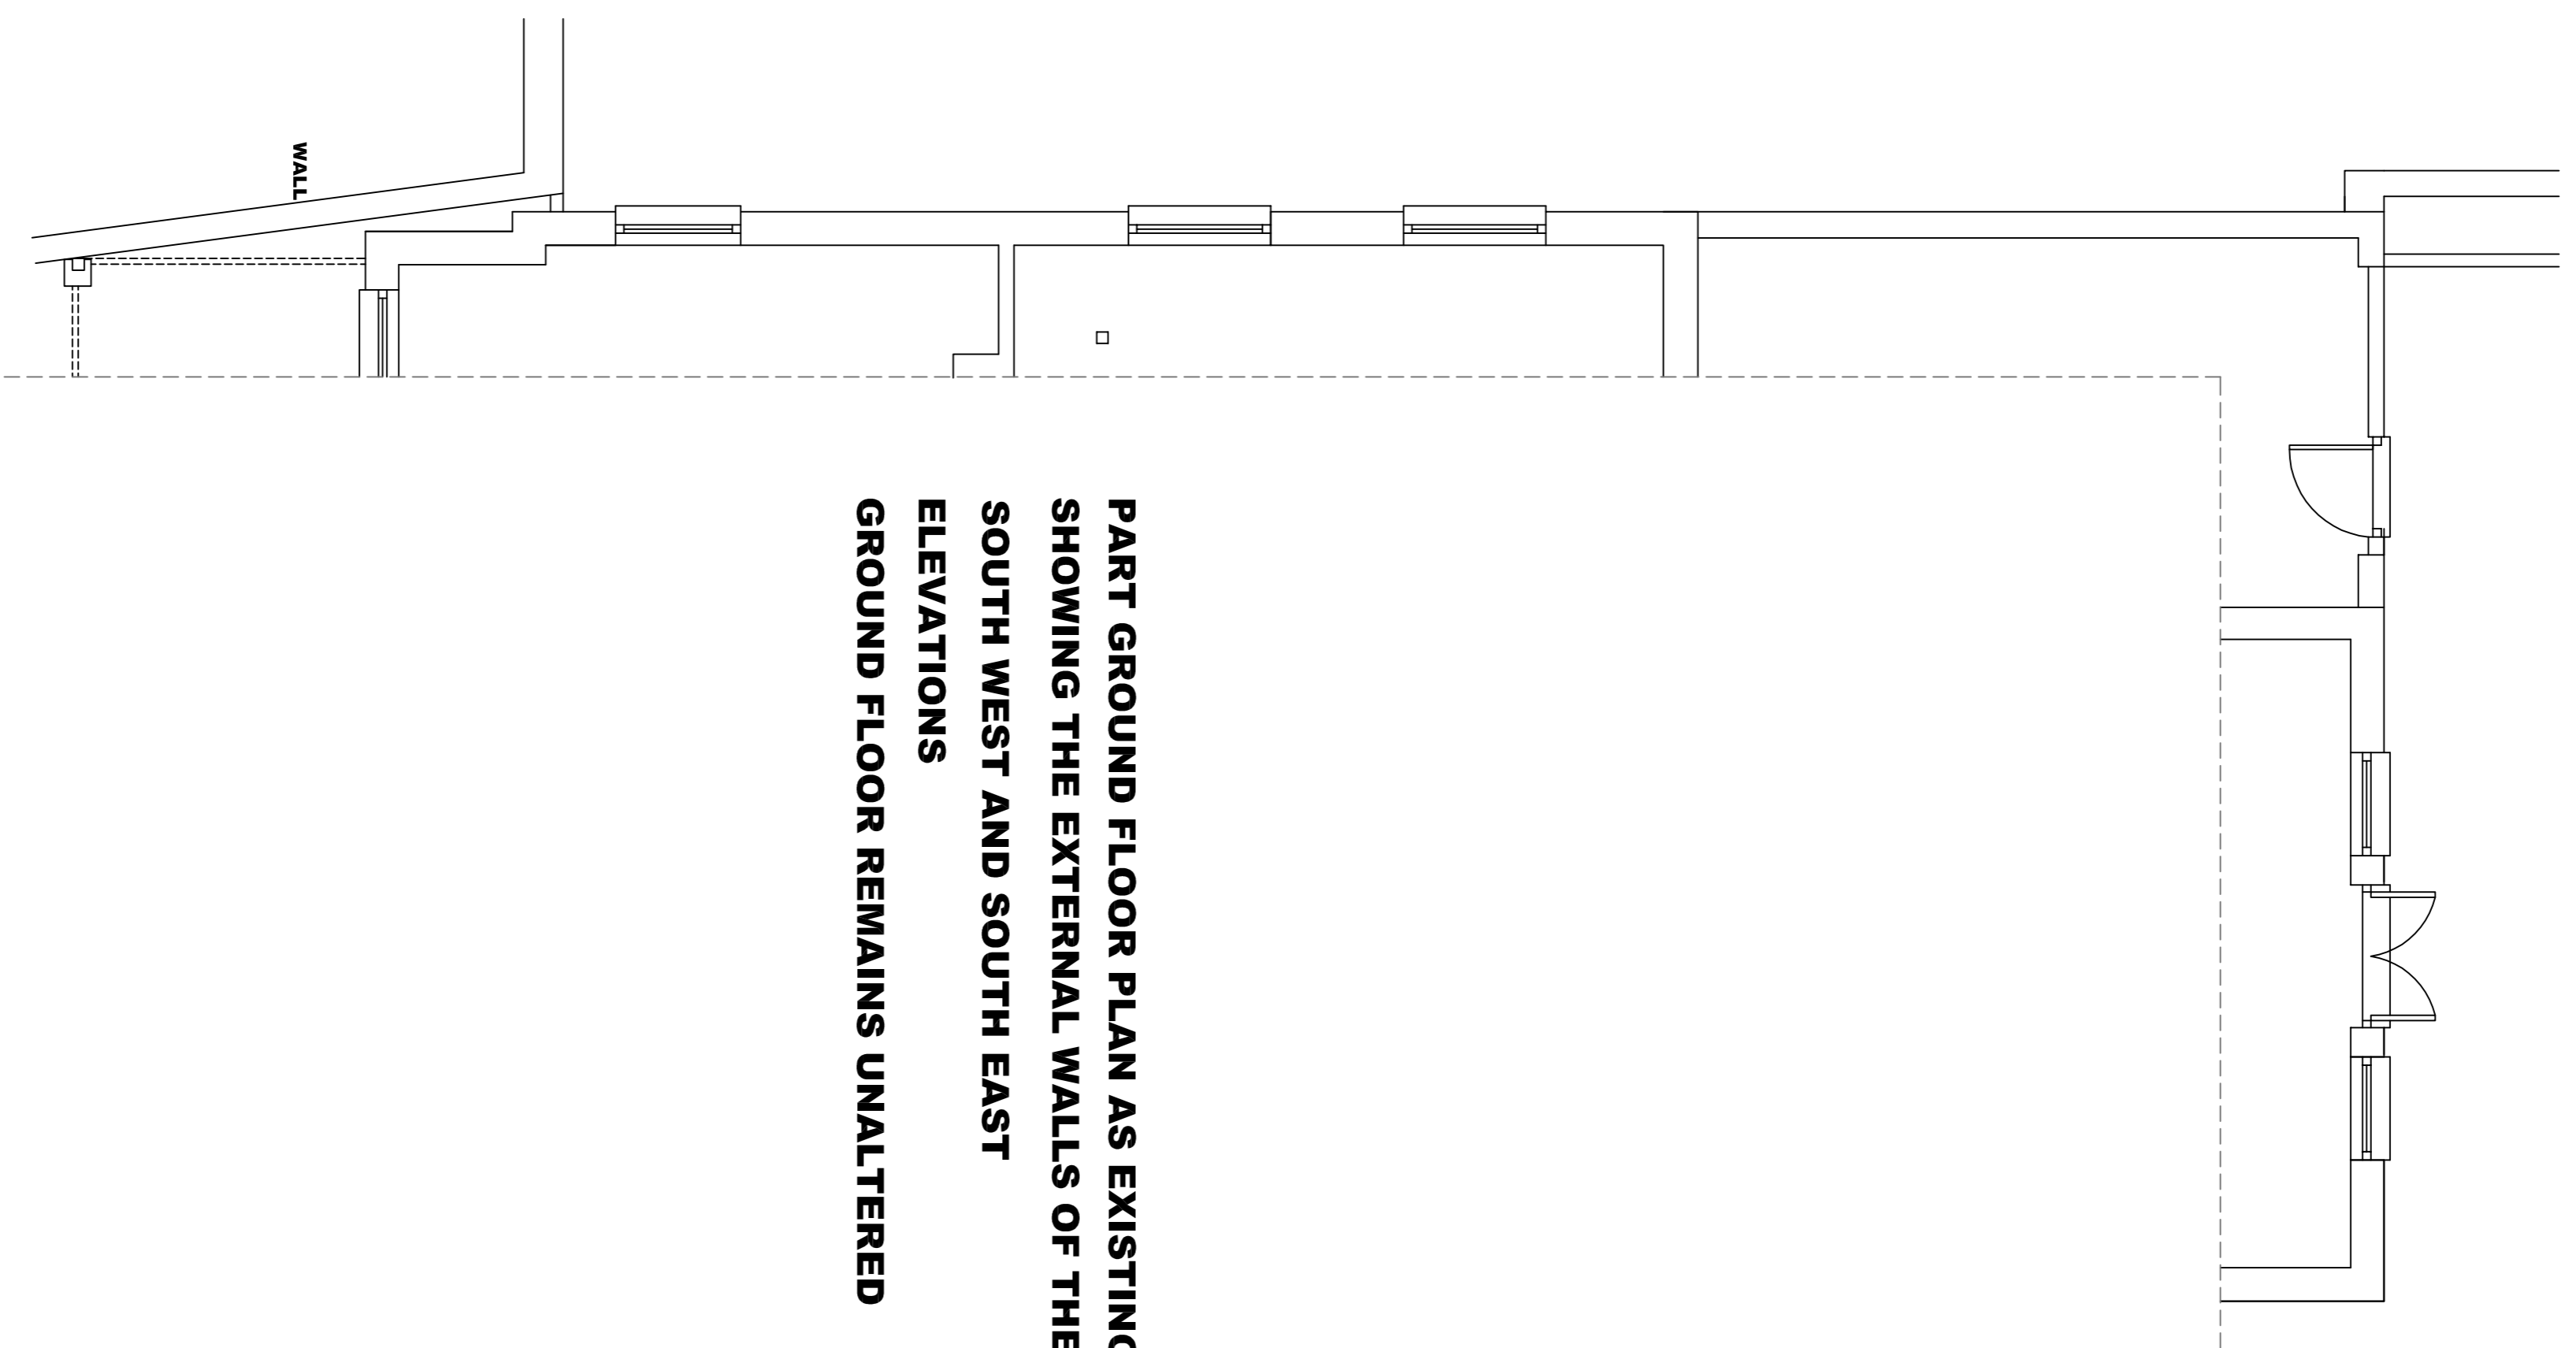 WALL
PART GROUND FLOOR PLAN AS EXISTING
SHOWING THE EXTERNAL WALLS OF THE
SOUTH WEST AND SOUTH EAST
ELEVATIONS
GROUND FLOOR REMAINS UNALTERED